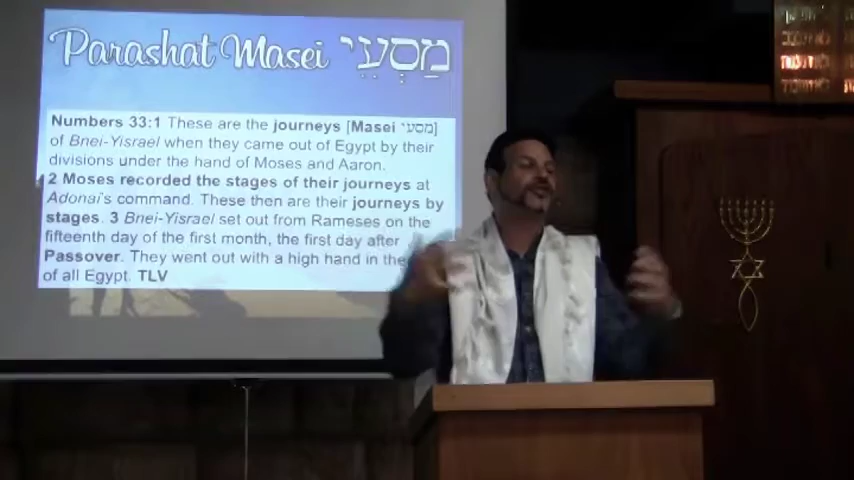 Parashat Masei מַסְעֵי
Numbers 33:1 These are the journeys [Masei מסעי]
of Bnei-Yisrael when they came out of Egypt by their
divisions under the hand of Moses and Aaron.
2 Moses recorded the stages of their journeys at
Adonai's command. These then are their journeys by
stages. 3 Bnei-Yisrael set out from Rameses on the
fifteenth day of the first month, the first day after
Passover. They went out with a high hand in the
of all Egypt. TLV